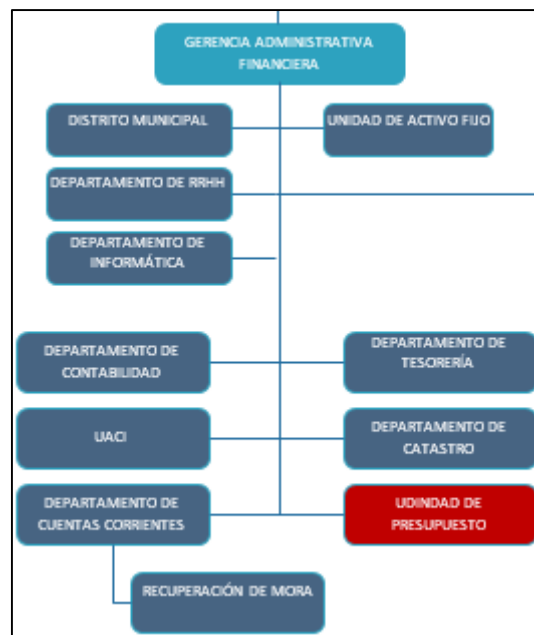 GERENCIA ADMINISTRATIVA
FINANCIERA
DISTRITO MUNICIPAL
UNIDAD DE ACTIVO FIJO
DEPARTAMENTO DE RRHH
DEPARTAMENTO DE
INFORMÁTICA
DEPARTAMENTO DE
CONTABILIDAD
DEPARTAMENTO DE
TESORERÍA
UACI
DEPARTAMENTO DE
CATASTRO
DEPARTAMENTO DE
CUENTAS CORRIENTES
UDINDAD DE
PRESUPUESTO
RECUPERACIÓN DE MORA